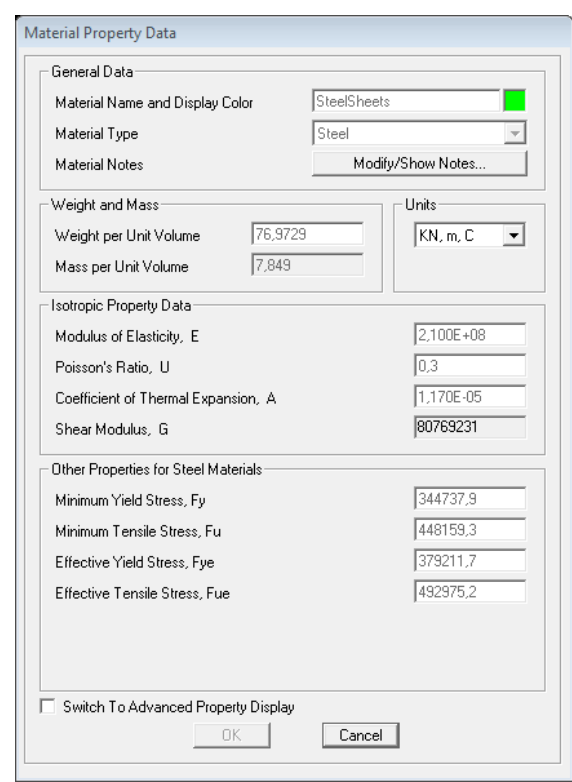 Material Property Data
General Data
Material Name and Display Color SteelSheets
Material Type Steel
Material Notes Modify/Show Notes...
Weight and Mass
Weight per Unit Volume 76,9729
Mass per Unit Volume 7,849
Units
KN, m, C
Isotropic Property Data
Modulus of Elasticity, E 2,100E+08
Poisson's Ratio, U 0,3
Coefficient of Thermal Expansion, A 1,170E-05
Shear Modulus, G 80769231
Other Properties for Steel Materials
Minimum Yield Stress, Fy 344737,9
Minimum Tensile Stress, Fu 448159,3
Effective Yield Stress, Fye 379211,7
Effective Tensile Stress, Fue 492975,2
Switch To Advanced Property Display
OK Cancel